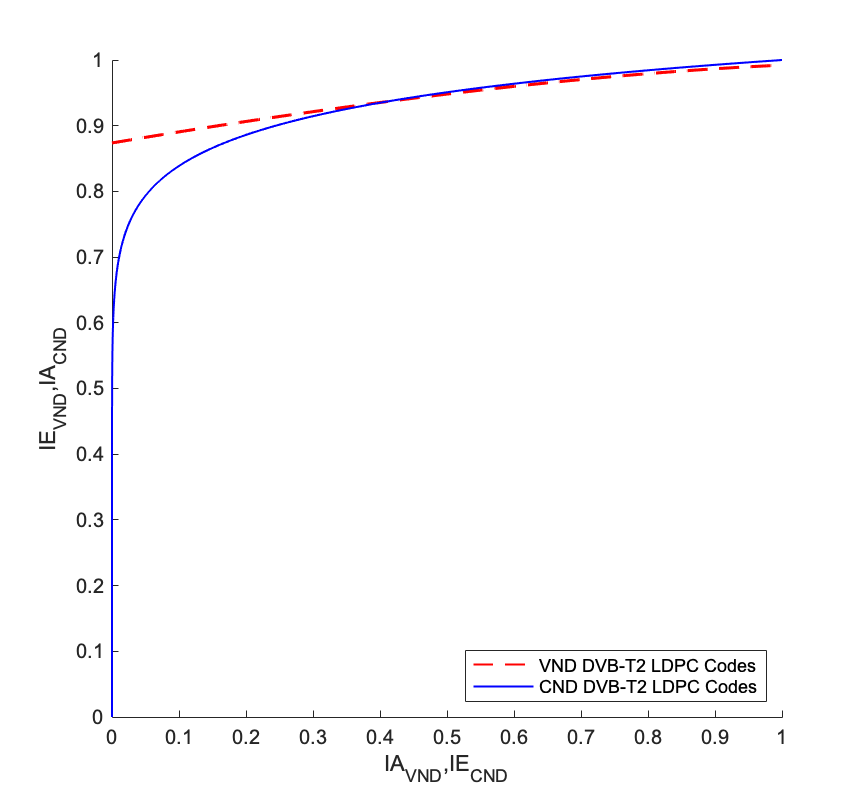 1
0.9
0.8
0.7
0.6
0.5
0.4
0.3
0.2
0.1
0
IE_VND,IA_CND
VND DVB-T2 LDPC Codes
CND DVB-T2 LDPC Codes
0 0.1 0.2 0.3 0.4 0.5 0.6 0.7 0.8 0.9 1
IA_VND,IE_CND